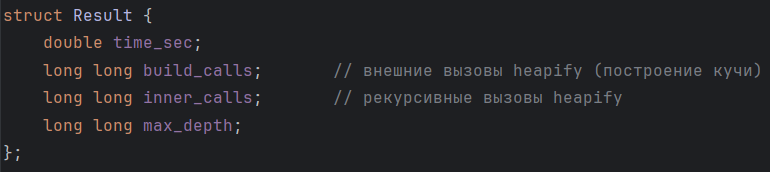 struct Result {
    double time_sec;
    long long build_calls;       // внешние вызовы heapify (построение кучи)
    long long inner_calls;       // рекурсивные вызовы heapify
    long long max_depth;
};